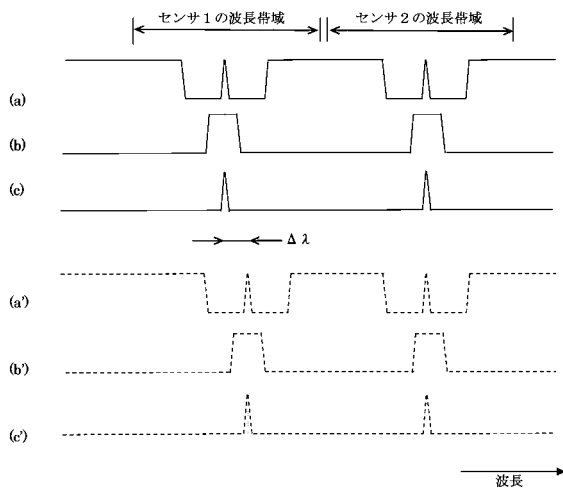 センサ１の波長帯域
センサ２の波長帯域
(a)
(b)
(c)
Δλ
(a')
(b')
(c')
波長